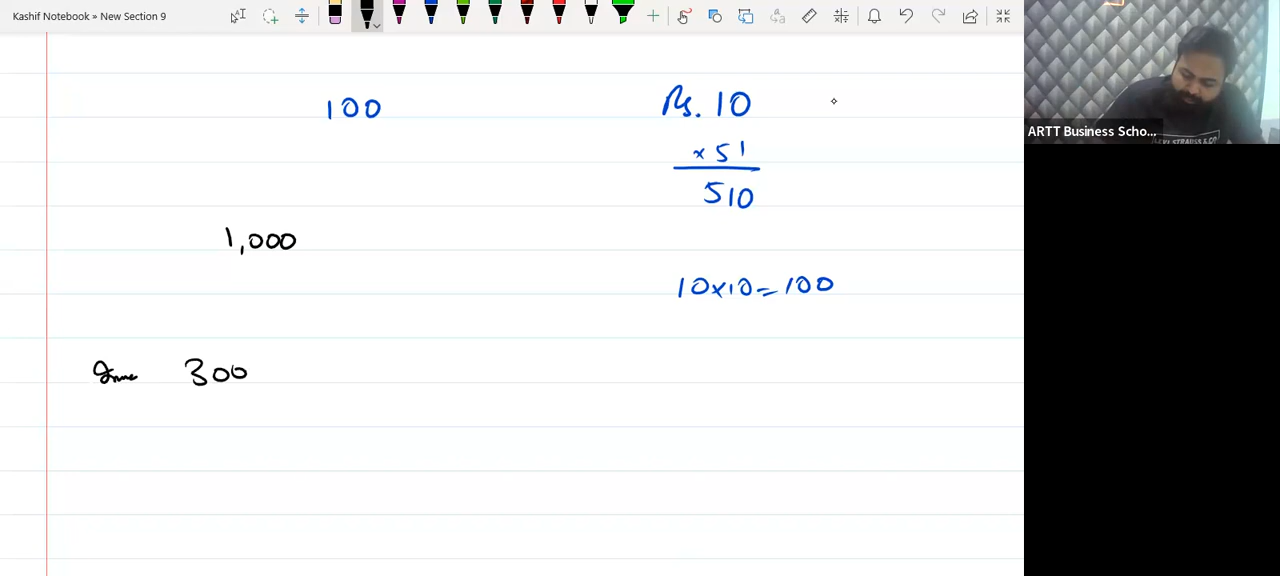 Kashif Notebook » New Section 9
ARTT Business Scho...
100
Rs. 10
× 51
510
1,000
10×10=100
300